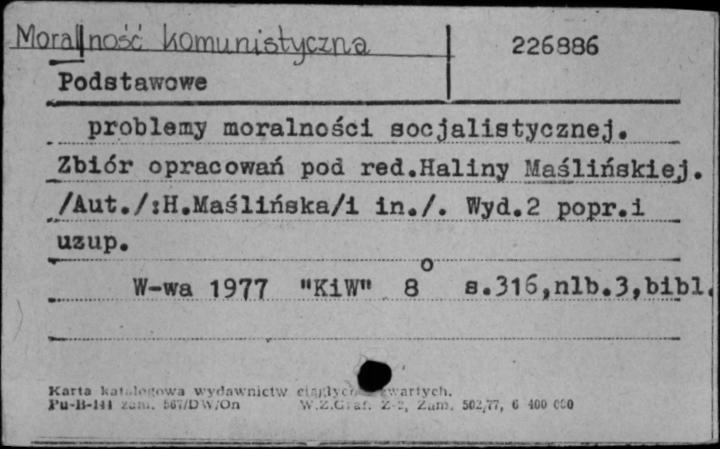 Moralność komunistyczna
226886
Podstawowe
problemy moralności socjalistycznej.
Zbiór opracowań pod red.Haliny Maślińskiej.
/Aut./:H.Maślińska/i in./. Wyd.2 popr.i
uzup.
W-wa 1977 "KiW" 8° s.316,nlb.3,bibl.
Karta katalogowa wydawnictw ciągłych zwartych.
Pu-B-141 zam. 567/DW/On W.Z.Graf. Z-2, Zam. 502/77, 6 400 000